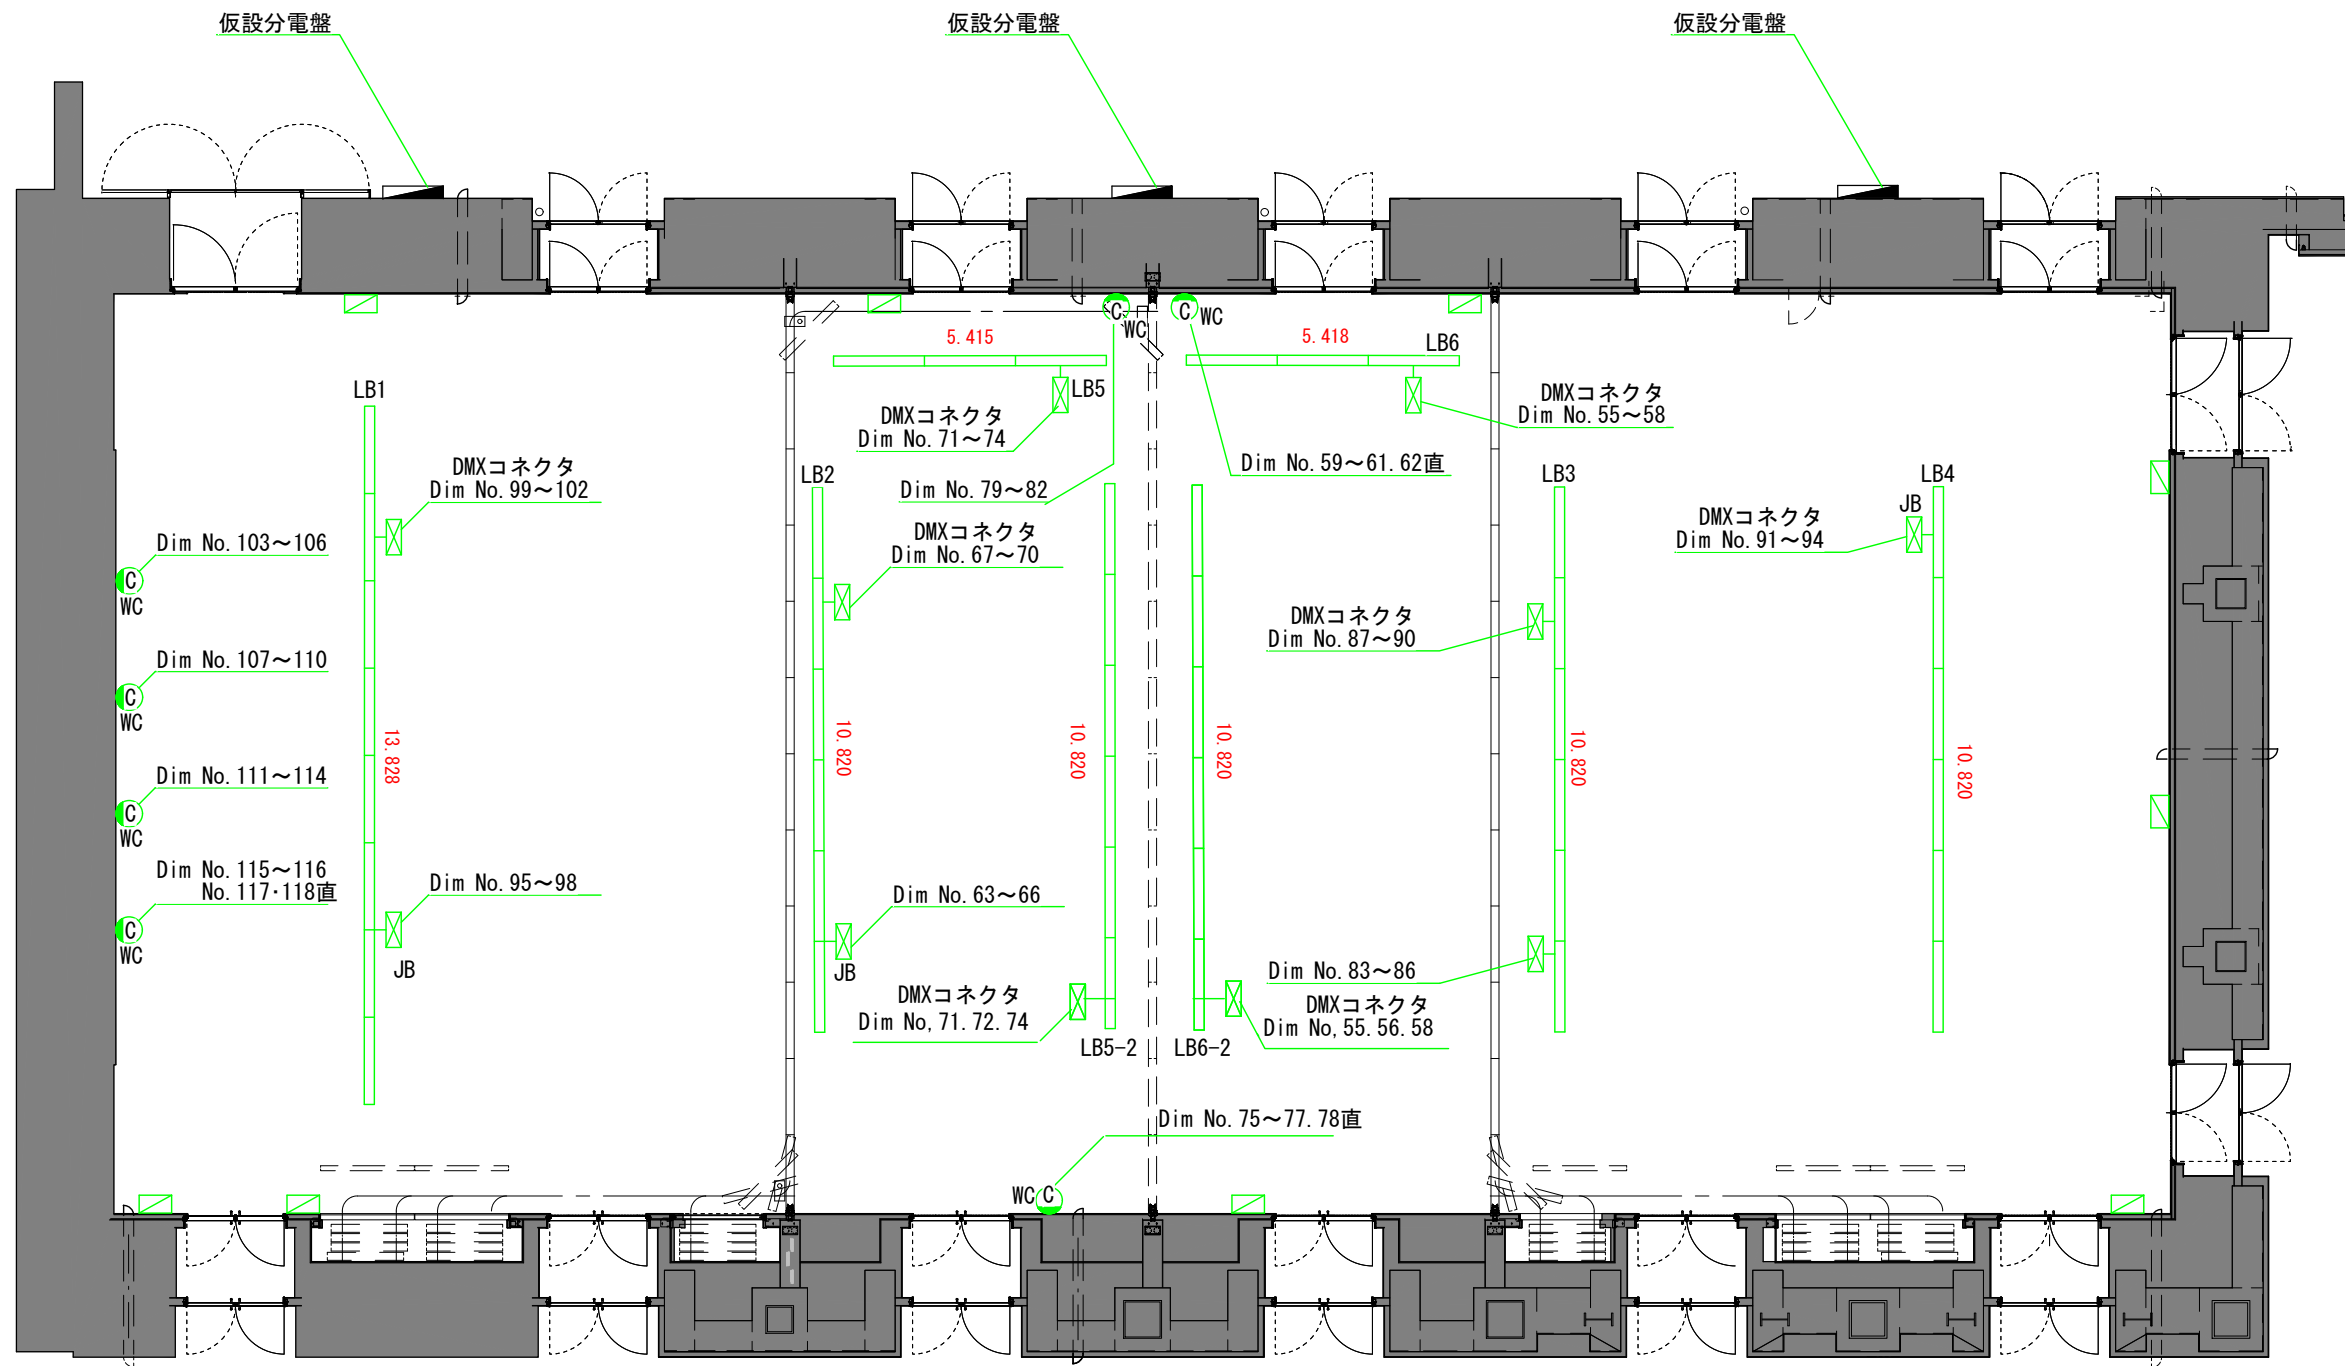 仮設分電盤
仮設分電盤
仮設分電盤
C
WC
C
WC
5.415
5.418
LB6
LB1
LB5
DMXコネクタ
Dim No.71～74
DMXコネクタ
Dim No.55～58
DMXコネクタ
Dim No.99～102
LB2
Dim No.79～82
Dim No.59～61.62直
LB3
LB4
JB
DMXコネクタ
Dim No.91～94
DMXコネクタ
Dim No.67～70
Dim No.103～106
C
WC
DMXコネクタ
Dim No.87～90
Dim No.107～110
C
WC
13.828
10.820
10.820
10.820
10.820
10.820
Dim No.111～114
C
WC
Dim No.115～116
No.117･118直
C
WC
Dim No.95～98
JB
Dim No.63～66
JB
Dim No.83～86
DMXコネクタ
Dim No,71.72.74
DMXコネクタ
Dim No,55.56.58
LB5-2
LB6-2
Dim No.75～77.78直
WC
C